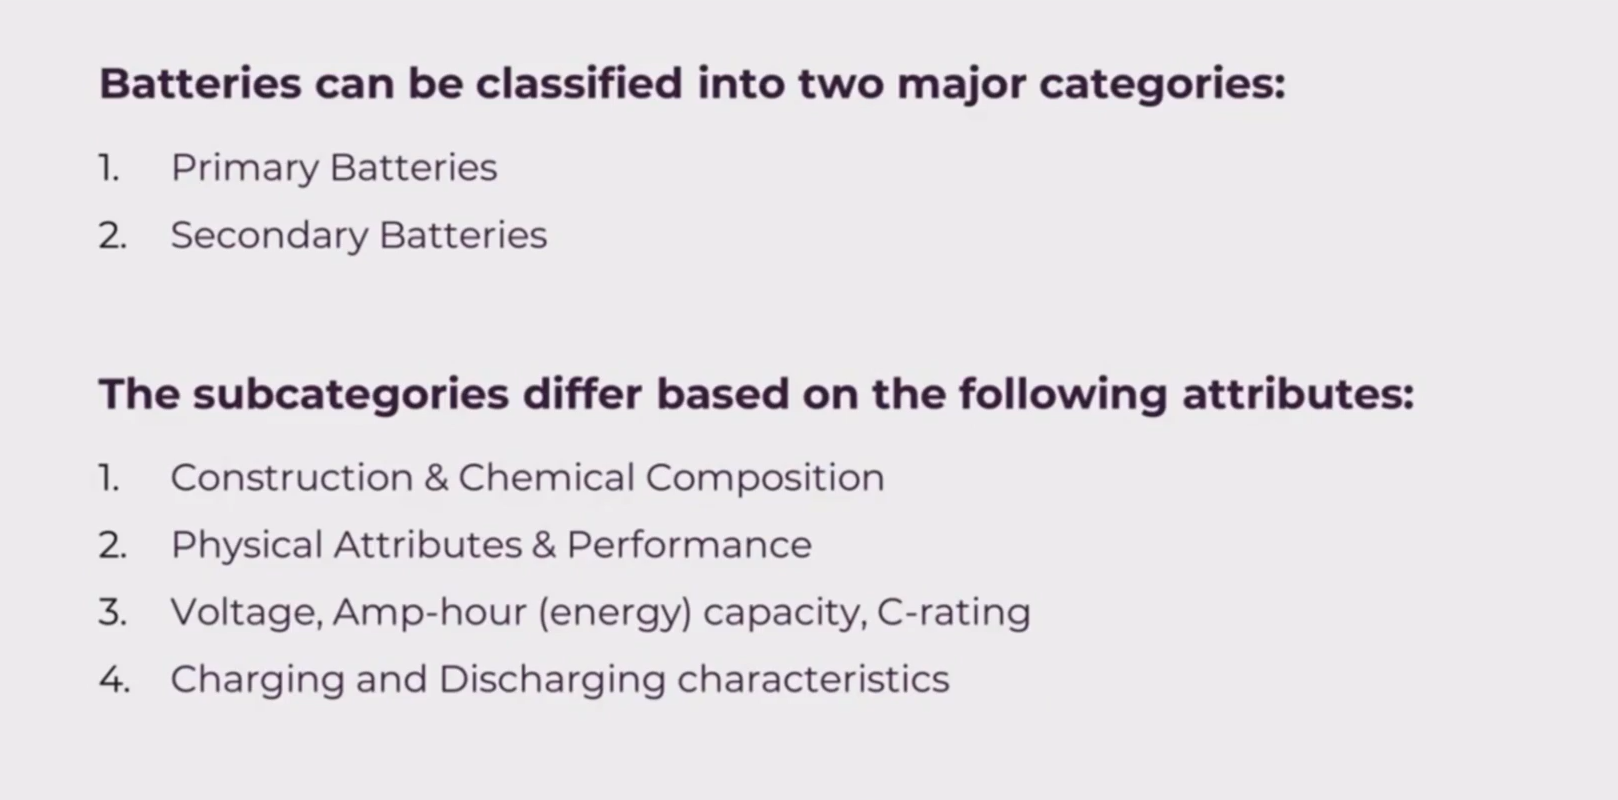 Batteries can be classified into two major categories:
1. Primary Batteries
2. Secondary Batteries
The subcategories differ based on the following attributes:
1. Construction & Chemical Composition
2. Physical Attributes & Performance
3. Voltage, Amp-hour (energy) capacity, C-rating
4. Charging and Discharging characteristics